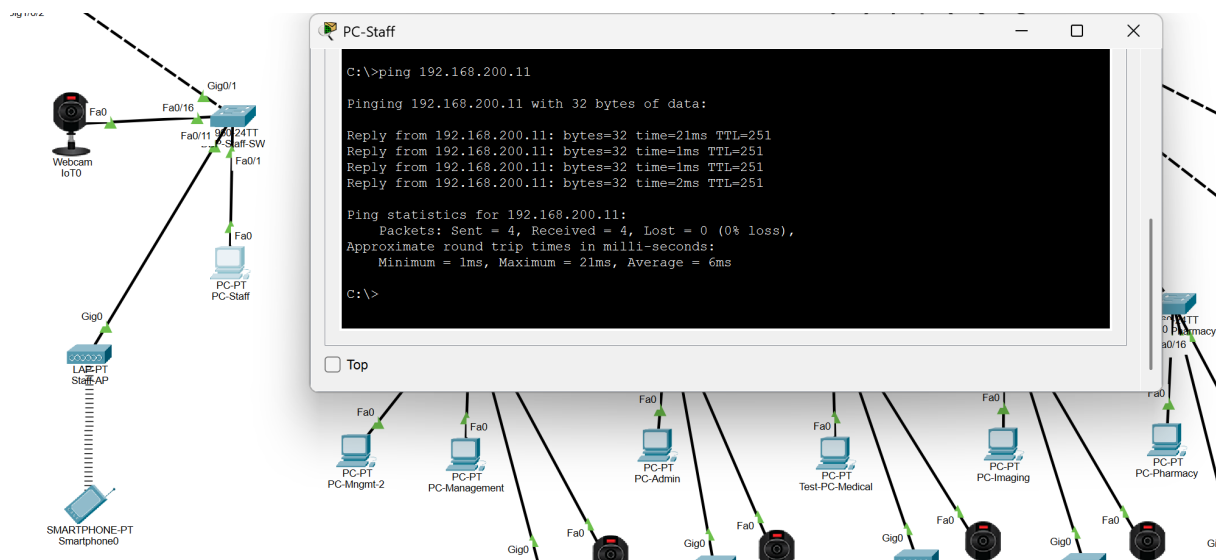 PC-Staff
C:\>ping 192.168.200.11
Pinging 192.168.200.11 with 32 bytes of data:
Reply from 192.168.200.11: bytes=32 time=21ms TTL=251
Reply from 192.168.200.11: bytes=32 time=1ms TTL=251
Reply from 192.168.200.11: bytes=32 time=1ms TTL=251
Reply from 192.168.200.11: bytes=32 time=2ms TTL=251
Ping statistics for 192.168.200.11:
Packets: Sent = 4, Received = 4, Lost = 0 (0% loss),
Approximate round trip times in milli-seconds:
Minimum = 1ms, Maximum = 21ms, Average = 6ms
C:\>
Top
Gig0/1
Fa0
Fa0/16
Fa0/11
24TT
Staff-SW
Fa0/1
Webcam
IoT0
Fa0
PC-PT
PC-Staff
Gig0
LAP-PT
Staff-AP
SMARTPHONE-PT
Smartphone0
Fa0
PC-PT
PC-Mngmt-2
Fa0
PC-PT
PC-Management
Fa0
PC-PT
PC-Admin
Fa0
PC-PT
Test-PC-Medical
Fa0
PC-PT
PC-Imaging
Fa0
PC-PT
PC-Pharmacy
Gig0
Fa0
Gig0
Fa0
Gig0
Fa0
Gig0
Fa0